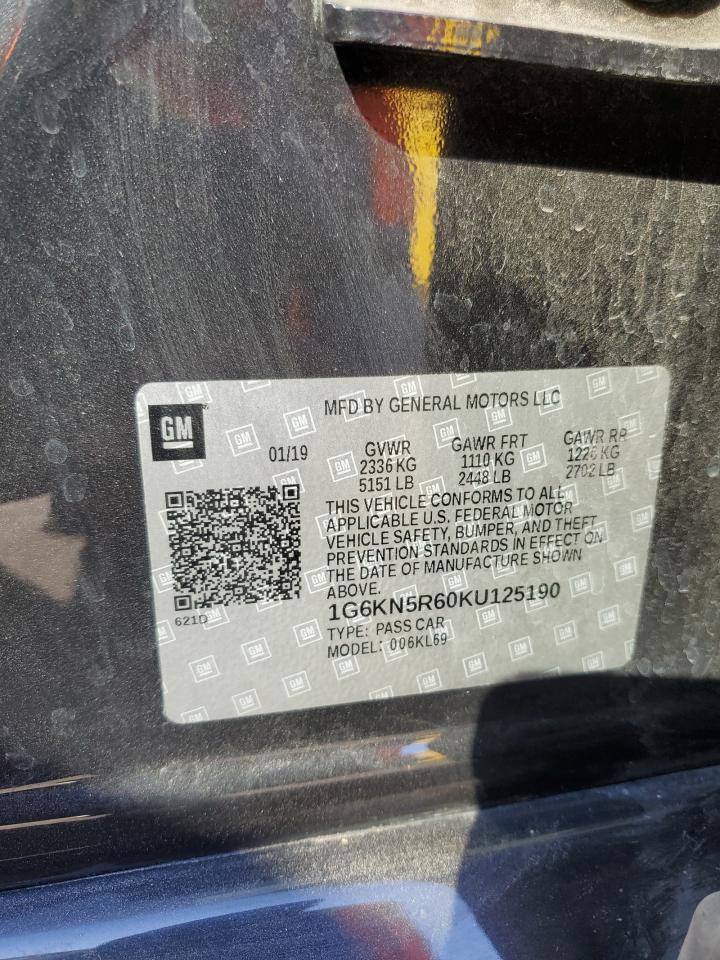 MFD BY GENERAL MOTORS LLC
GM
01/19 GVWR GAWR FRT GAWR RR
2336 KG 1110 KG 1226 KG
5151 LB 2448 LB 2702 LB
THIS VEHICLE CONFORMS TO ALL
APPLICABLE U.S. FEDERAL MOTOR
VEHICLE SAFETY, BUMPER, AND THEFT
PREVENTION STANDARDS IN EFFECT ON
THE DATE OF MANUFACTURE SHOWN
ABOVE.
621D
1G6KN5R60KU125190
TYPE: PASS CAR
MODEL: 006KL69